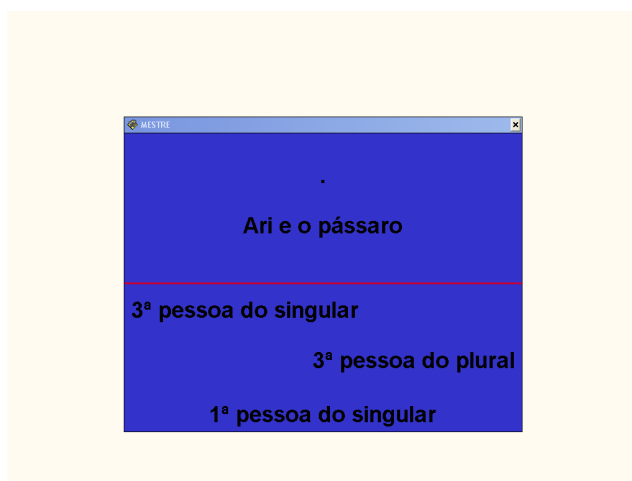 MESTRE
.
Ari e o pássaro
3ª pessoa do singular
3ª pessoa do plural
1ª pessoa do singular